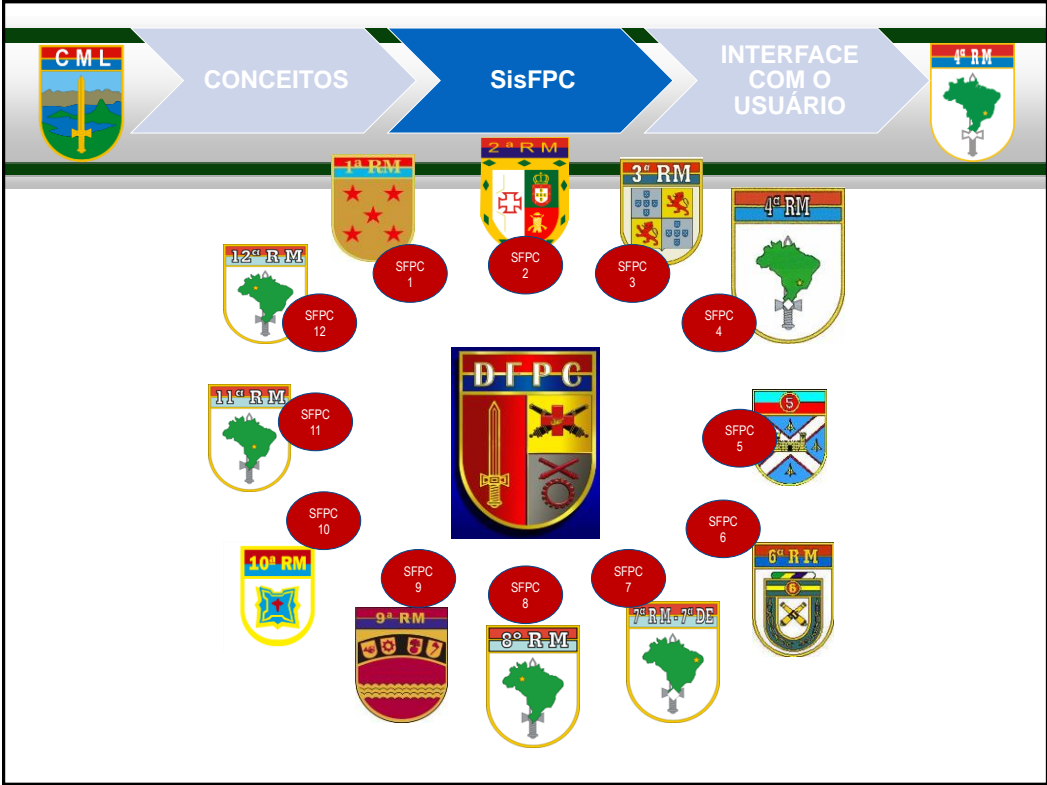 CML
CONCEITOS
SisFPC
INTERFACE
COM O
USUÁRIO
4ª RM
1ª RM
2ª RM
3ª RM
4ª RM
12ª RM
SFPC
1
SFPC
2
SFPC
3
SFPC
4
SFPC
12
DFPC
11ª RM
SFPC
11
SFPC
5
5
SFPC
10
SFPC
6
10ª RM
6ª RM
6
SFPC
9
SFPC
8
SFPC
7
9ª RM
8ª RM
7ª RM-7ª DE